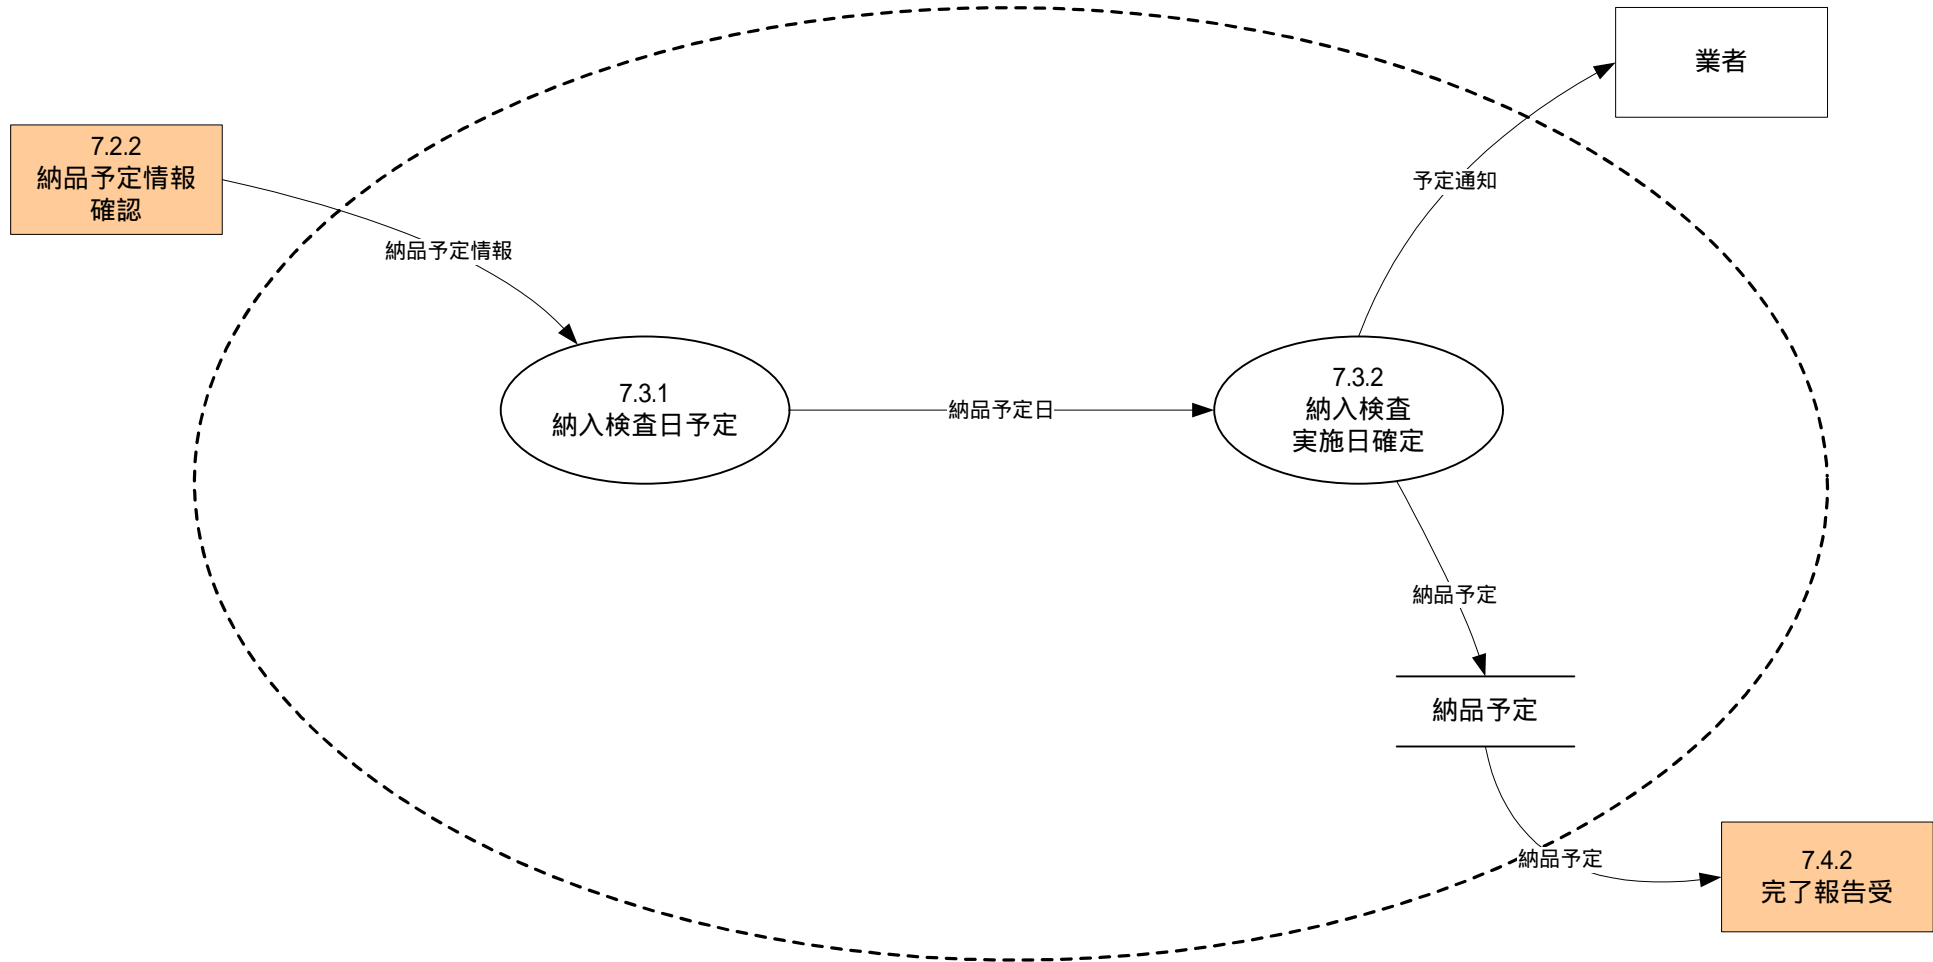 業者
7.2.2
納品予定情報
確認
予定通知
納品予定情報
7.3.1
納入検査日予定
納品予定日
7.3.2
納入検査
実施日確定
納品予定
納品予定
納品予定
7.4.2
完了報告受